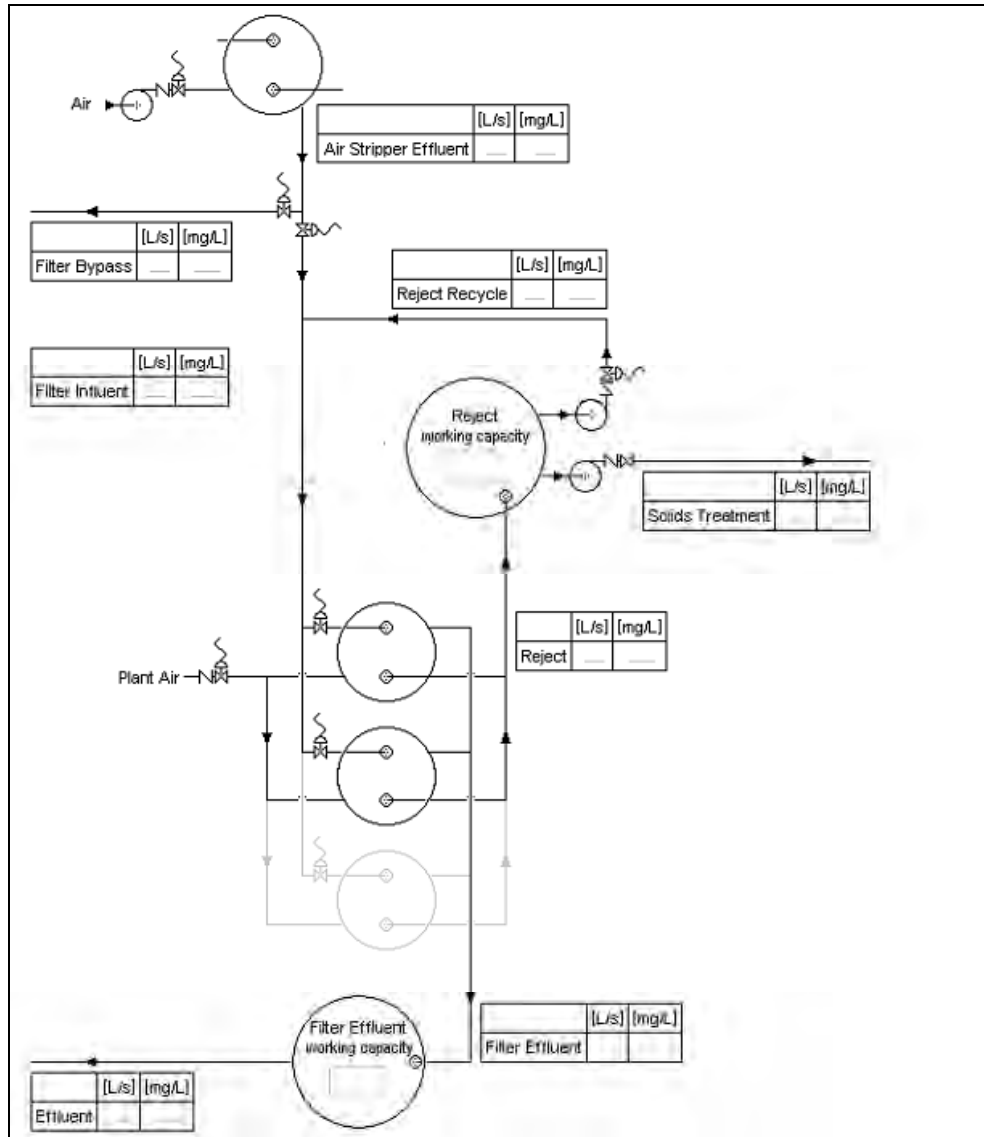 Air
[L/s] [mg/L]
Air Stripper Effluent
[L/s] [mg/L]
Filter Bypass
[L/s] [mg/L]
Reject Recycle
[L/s] [mg/L]
Filter Influent
Reject
working capacity
[L/s] [mg/L]
Solids Treatment
[L/s] [mg/L]
Reject
Plant Air
Filter Effluent
working capacity
[L/s] [mg/L]
Filter Effluent
[L/s] [mg/L]
Effluent